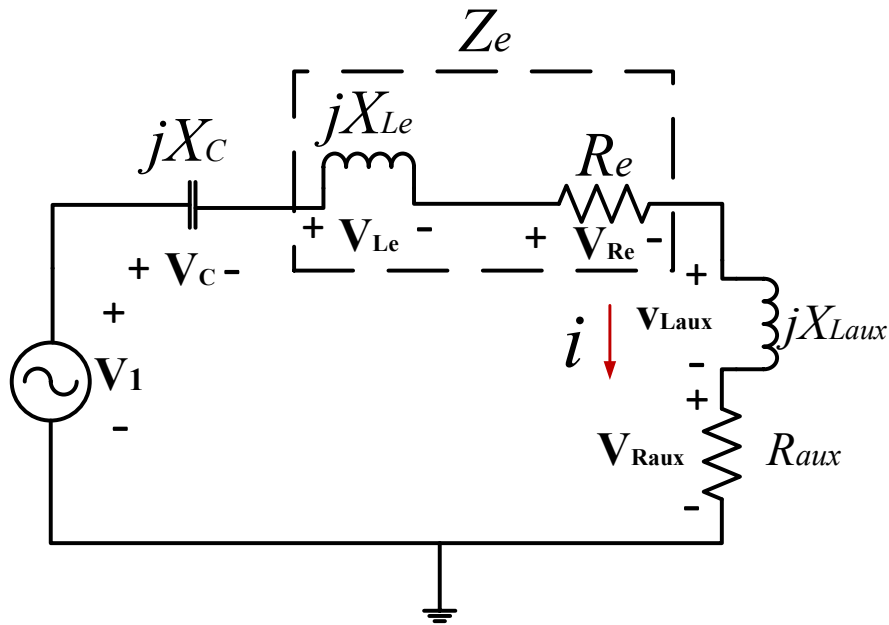 Ze
jXLe
jXC
Re
+ VLe -
+ VRe -
+ VC -
+
VLaux
jXLaux
-
i
+
V1
-
+
VRaux
Raux
-